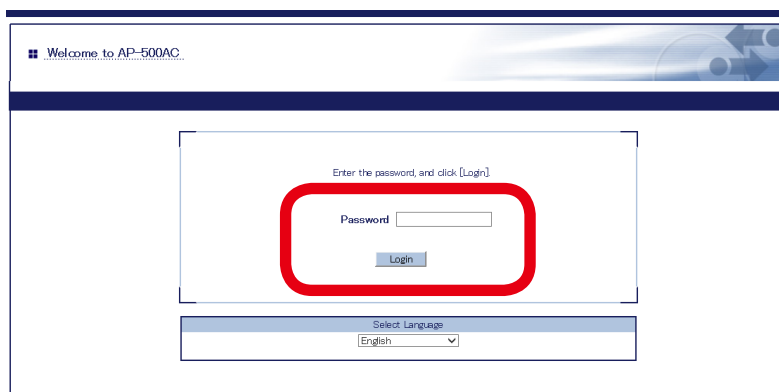 Welcome to AP-500AC
Enter the password, and click [Login].
Password
Login
Select Language
English